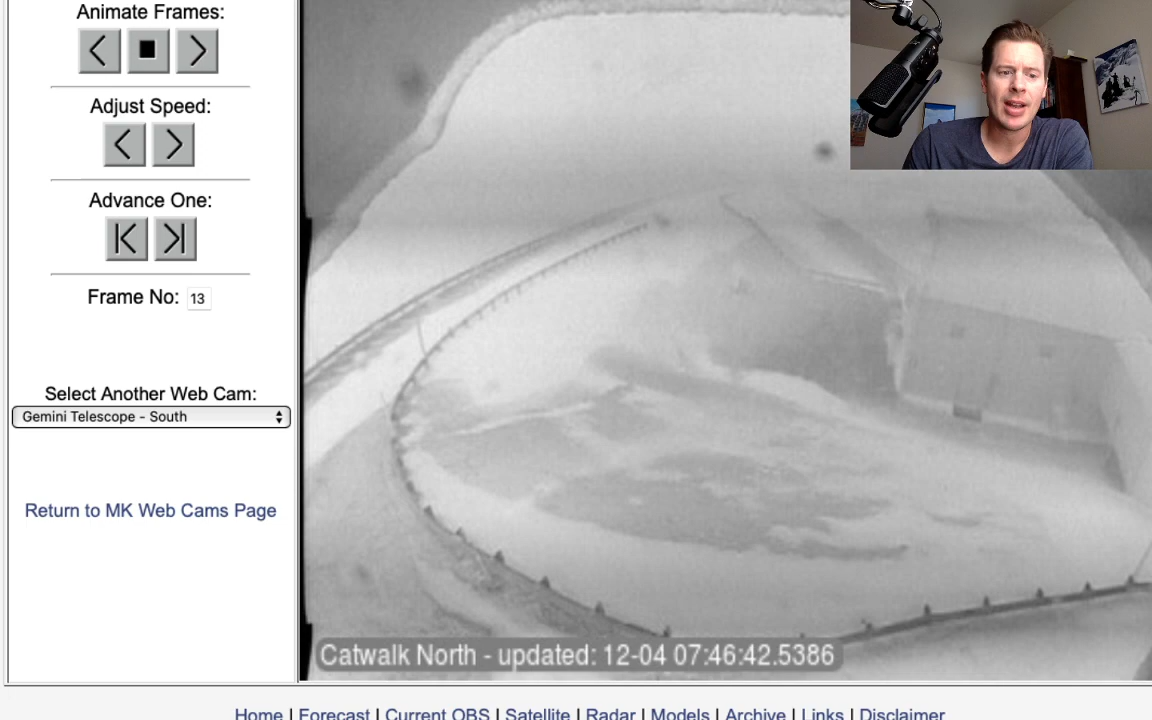 Animate Frames:
Adjust Speed:
Advance One:
Frame No: 13
Select Another Web Cam:
Gemini Telescope - South
Return to MK Web Cams Page
Catwalk North - updated: 12-04 07:46:42.5386
Home | Forecast | Current OBS | Satellite | Radar | Models | Archive | Links | Disclaimer